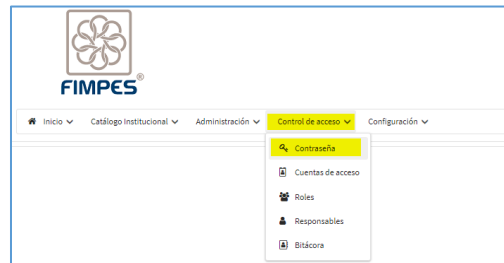 FIMPES®
Inicio Catálogo Institucional Administración Control de acceso Configuración
Contraseña
Cuentas de acceso
Roles
Responsables
Bitácora